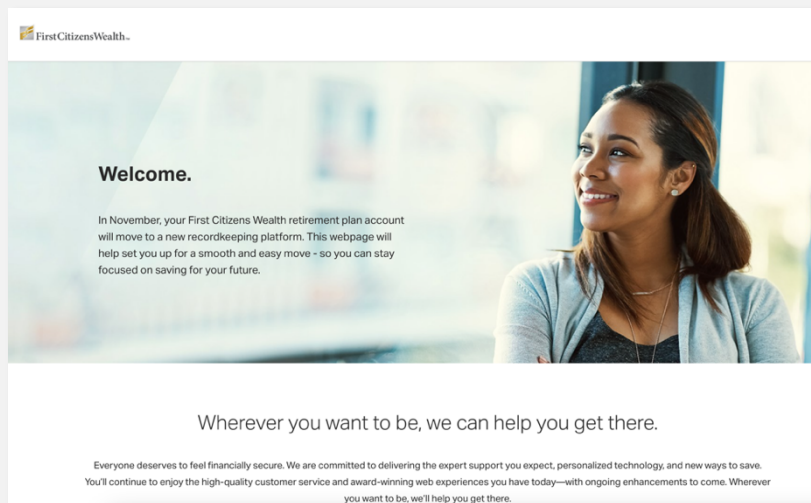 FirstCitizensWealth
Welcome.
In November, your First Citizens Wealth retirement plan account
will move to a new recordkeeping platform. This webpage will
help set you up for a smooth and easy move - so you can stay
focused on saving for your future.
Wherever you want to be, we can help you get there.
Everyone deserves to feel financially secure. We are committed to delivering the expert support you expect, personalized technology, and new ways to save.
You'll continue to enjoy the high-quality customer service and award-winning web experiences you have today—with ongoing enhancements to come. Wherever
you want to be, we'll help you get there.